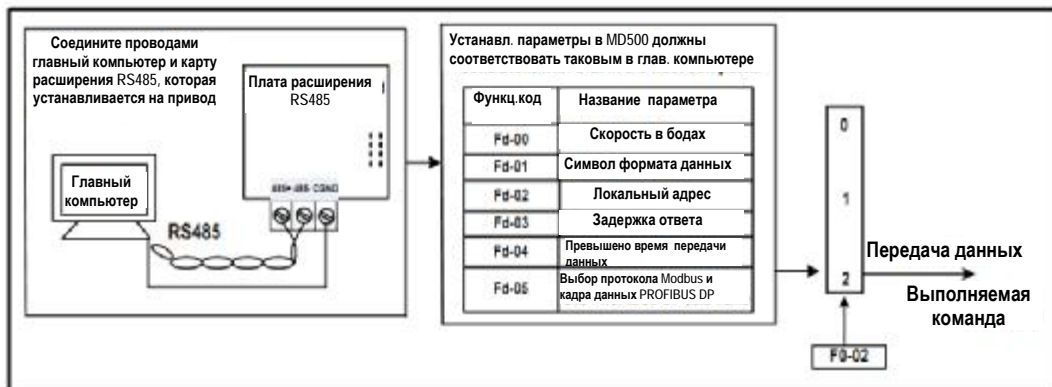 Соедините проводами
главный компьютер и карту
расширения RS485, которая
устанавливается на привод
Плата расширения
RS485
Главный
компьютер
485+ 485- CGND
RS485
Устанавл. параметры в MD500 должны
соответствовать таковым в глав. компьютере
Функц.код
Название параметра
Fd-00
Скорость в бодах
Fd-01
Символ формата данных
Fd-02
Локальный адрес
Fd-03
Задержка ответа
Fd-04
Превышено время передачи
данных
Fd-05
Выбор протокола Modbus и
кадра данных PROFIBUS DP
0
1
2
Передача данных
Выполняемая
команда
F0-02